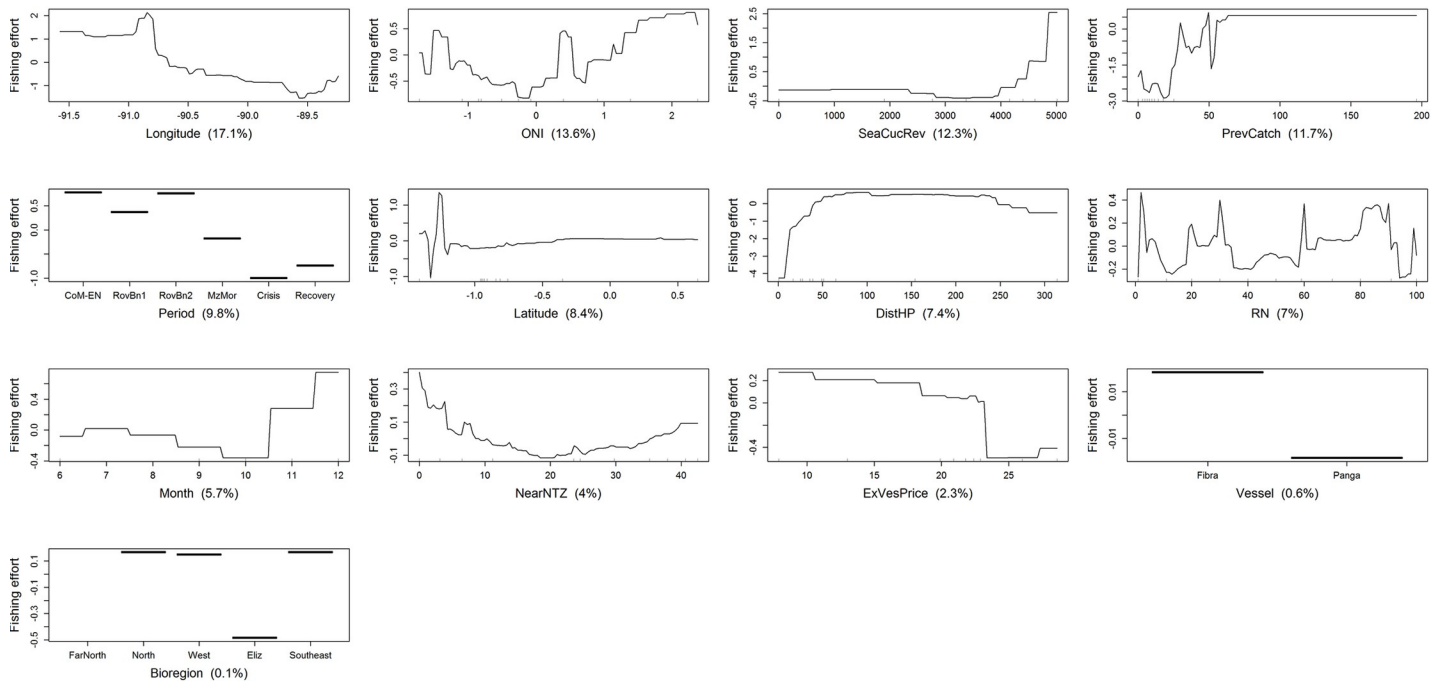 Fishing effort
2
1
0
-1
-91.5 -91.0 -90.5 -90.0 -89.5
Longitude (17.1%)
Fishing effort
0.5
0.0
-0.5
-1 0 1 2
ONI (13.6%)
Fishing effort
2.5
1.5
0.5
-0.5
0 1000 2000 3000 4000 5000
SeaCucRev (12.3%)
Fishing effort
0.0
-1.5
-3.0
0 50 100 150 200
PrevCatch (11.7%)
Fishing effort
0.5
0.0
-1.0
CoM-EN RovBn1 RovBn2 MzMor Crisis Recovery
Period (9.8%)
Fishing effort
1.0
0.0
-1.0
-1.0 -0.5 0.0 0.5
Latitude (8.4%)
Fishing effort
0
-1
-2
-3
-4
0 50 100 150 200 250 300
DistHP (7.4%)
Fishing effort
0.4
0.2
0.0
-0.2
0 20 40 60 80 100
RN (7%)
Fishing effort
0.4
0.0
-0.4
6 7 8 9 10 11 12
Month (5.7%)
Fishing effort
0.3
0.1
-0.1
0 10 20 30 40
NearNTZ (4%)
Fishing effort
0.2
0.0
-0.4
10 15 20 25
ExVesPrice (2.3%)
Fishing effort
0.01
-0.01
Fibra Panga
Vessel (0.6%)
Fishing effort
0.1
-0.1
-0.3
-0.5
FarNorth North West Eliz Southeast
Bioregion (0.1%)